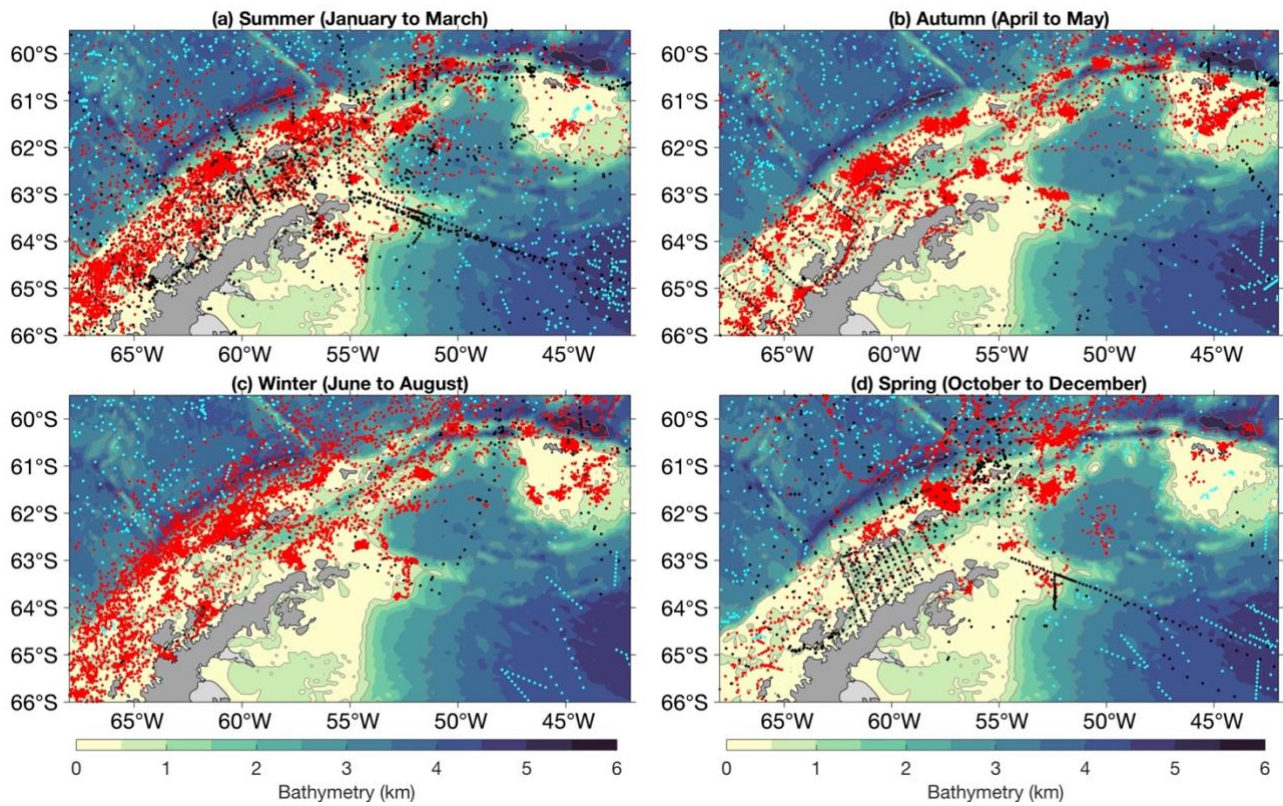 (a) Summer (January to March)
60°S
61°S
62°S
63°S
64°S
65°S
66°S
65°W 60°W 55°W 50°W 45°W
(b) Autumn (April to May)
60°S
61°S
62°S
63°S
64°S
65°S
66°S
65°W 60°W 55°W 50°W 45°W
(c) Winter (June to August)
60°S
61°S
62°S
63°S
64°S
65°S
66°S
65°W 60°W 55°W 50°W 45°W
0 1 2 3 4 5 6
Bathymetry (km)
(d) Spring (October to December)
60°S
61°S
62°S
63°S
64°S
65°S
66°S
65°W 60°W 55°W 50°W 45°W
0 1 2 3 4 5 6
Bathymetry (km)